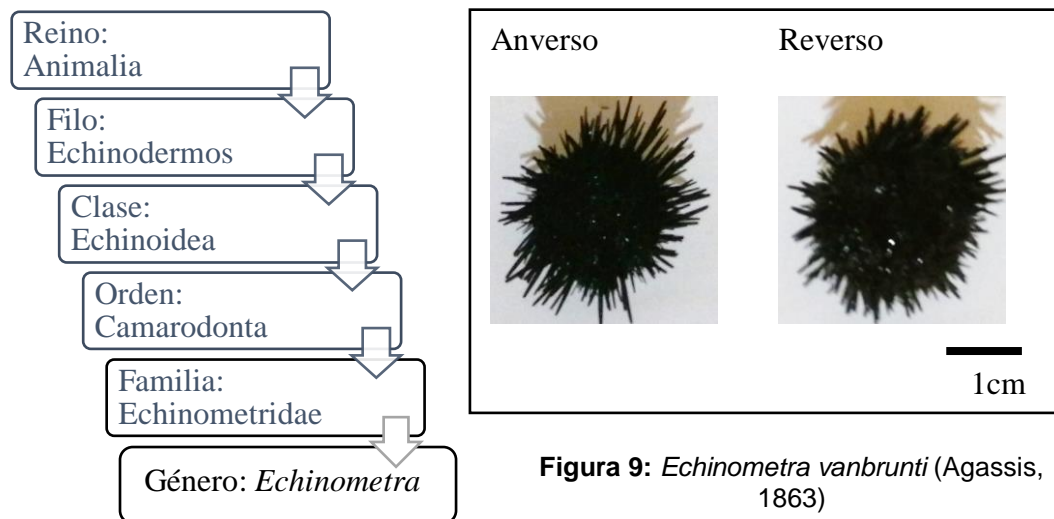 Reino:
Animalia
Filo:
Echinodermos
Clase:
Echinoidea
Orden:
Camarodonta
Familia:
Echinometridae
Género: Echinometra
Anverso Reverso
1cm
Figura 9: Echinometra vanbrunti (Agassis,
1863)